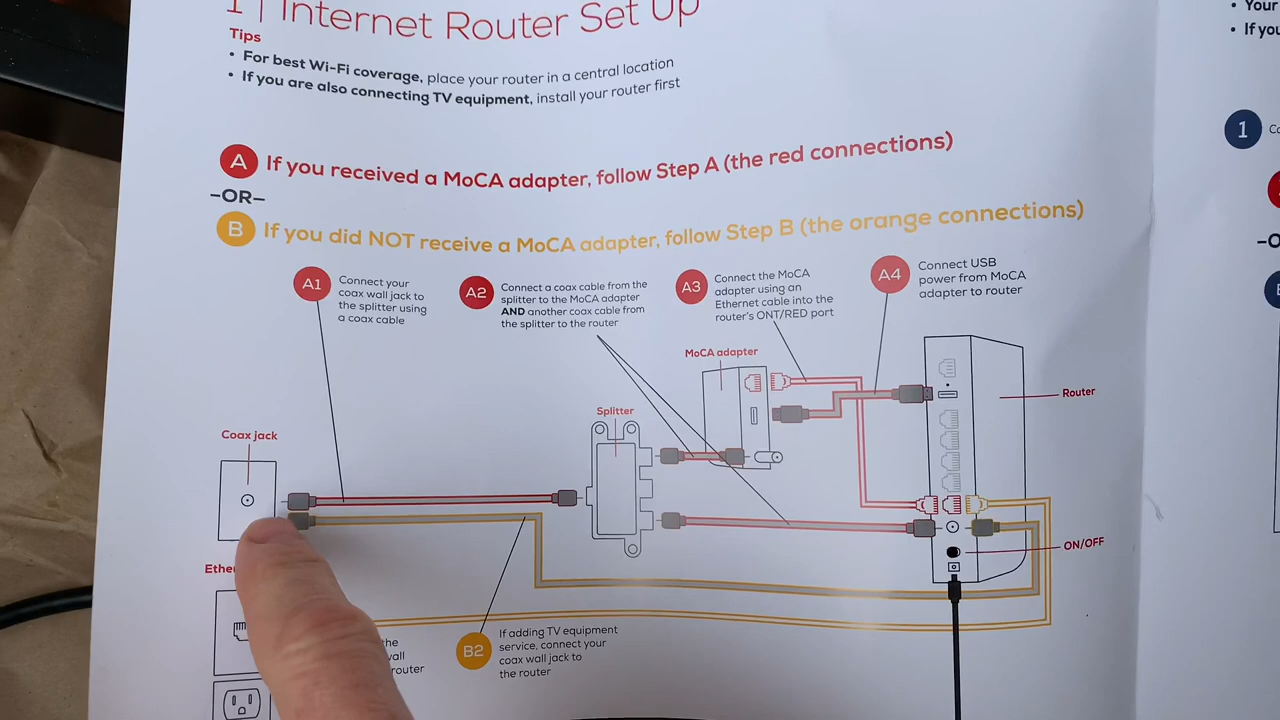 1 | Internet Router Set Up
Tips
• For best Wi-Fi coverage, place your router in a central location
• If you are also connecting TV equipment, install your router first
A If you received a MoCA adapter, follow Step A (the red connections)
–OR–
B If you did NOT receive a MoCA adapter, follow Step B (the orange connections)
A1
Connect your
coax wall jack to
the splitter using
a coax cable
A2
Connect a coax cable from the
splitter to the MoCA adapter
AND another coax cable from
the splitter to the router
A3
Connect the MoCA
adapter using an
Ethernet cable into the
router's ONT/RED port
A4
Connect USB
power from MoCA
adapter to router
MoCA adapter
Router
Splitter
Coax jack
ON/OFF
the
router
B2
If adding TV equipment
service, connect your
coax wall jack to
the router
• Your
• If you
1